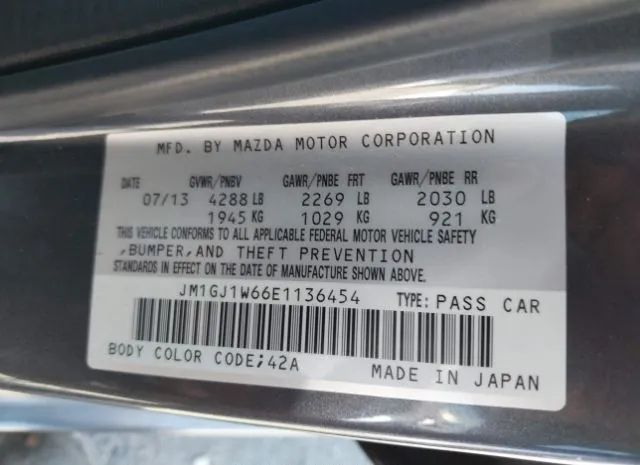 MFD. BY MAZDA MOTOR CORPORATION
DATE GVWR/PNBV GAWR/PNBE FRT GAWR/PNBE RR
07/13 4288 LB 2269 LB 2030 LB
1945 KG 1029 KG 921 KG
THIS VEHICLE CONFORMS TO ALL APPLICABLE FEDERAL MOTOR VEHICLE SAFETY
,BUMPER,AND THEFT PREVENTION
STANDARDS IN EFFECT ON THE DATE OF MANUFACTURE SHOWN ABOVE.
JM1GJ1W66E1136454 TYPE: PASS CAR
BODY COLOR CODE;42A MADE IN JAPAN